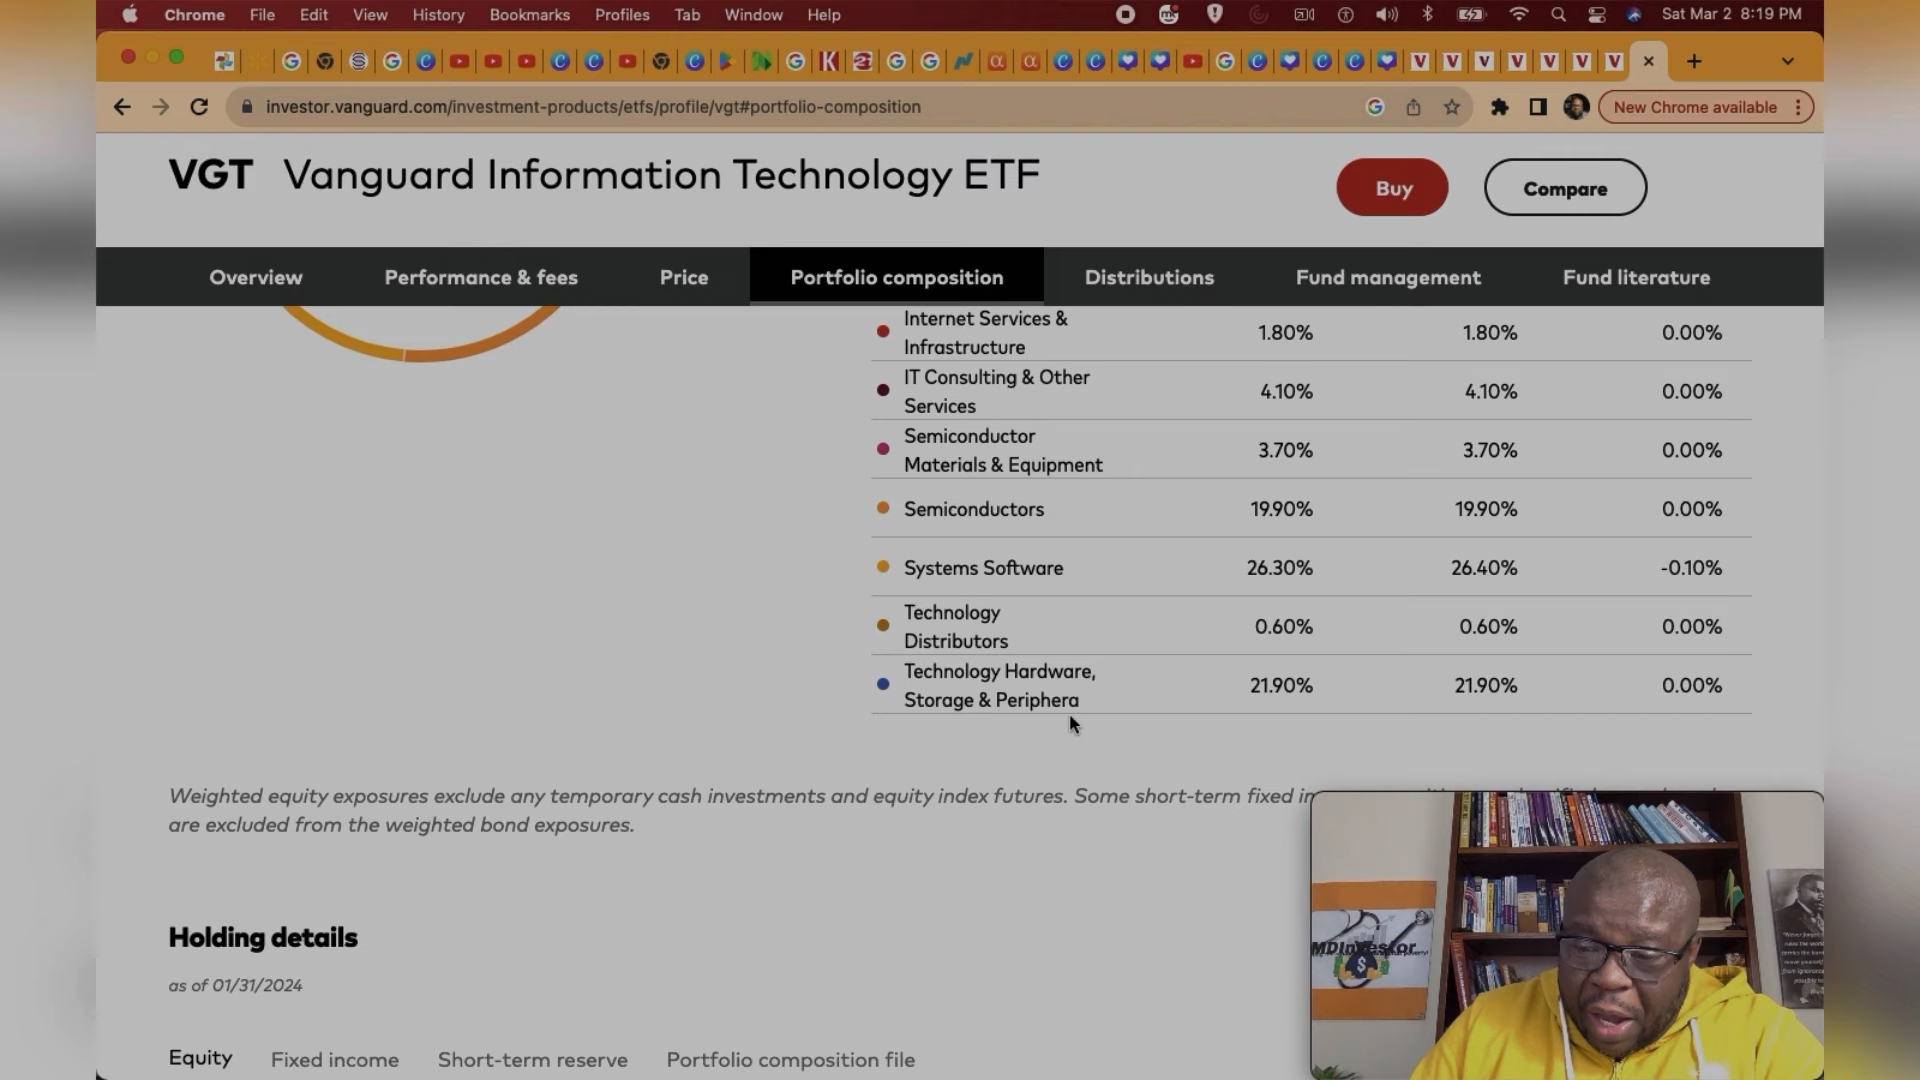 Chrome File Edit View History Bookmarks Profiles Tab Window Help Sat Mar 2 8:19 PM
investor.vanguard.com/investment-products/etfs/profile/vgt#portfolio-composition New Chrome available
VGT Vanguard Information Technology ETF Buy Compare
Overview Performance & fees Price Portfolio composition Distributions Fund management Fund literature
Internet Services &
Infrastructure 1.80% 1.80% 0.00%
IT Consulting & Other
Services 4.10% 4.10% 0.00%
Semiconductor
Materials & Equipment 3.70% 3.70% 0.00%
Semiconductors 19.90% 19.90% 0.00%
Systems Software 26.30% 26.40% -0.10%
Technology
Distributors 0.60% 0.60% 0.00%
Technology Hardware,
Storage & Periphera 21.90% 21.90% 0.00%
Weighted equity exposures exclude any temporary cash investments and equity index futures. Some short-term fixed
are excluded from the weighted bond exposures.
Holding details
as of 01/31/2024
Equity Fixed income Short-term reserve Portfolio composition file
MDInvestor